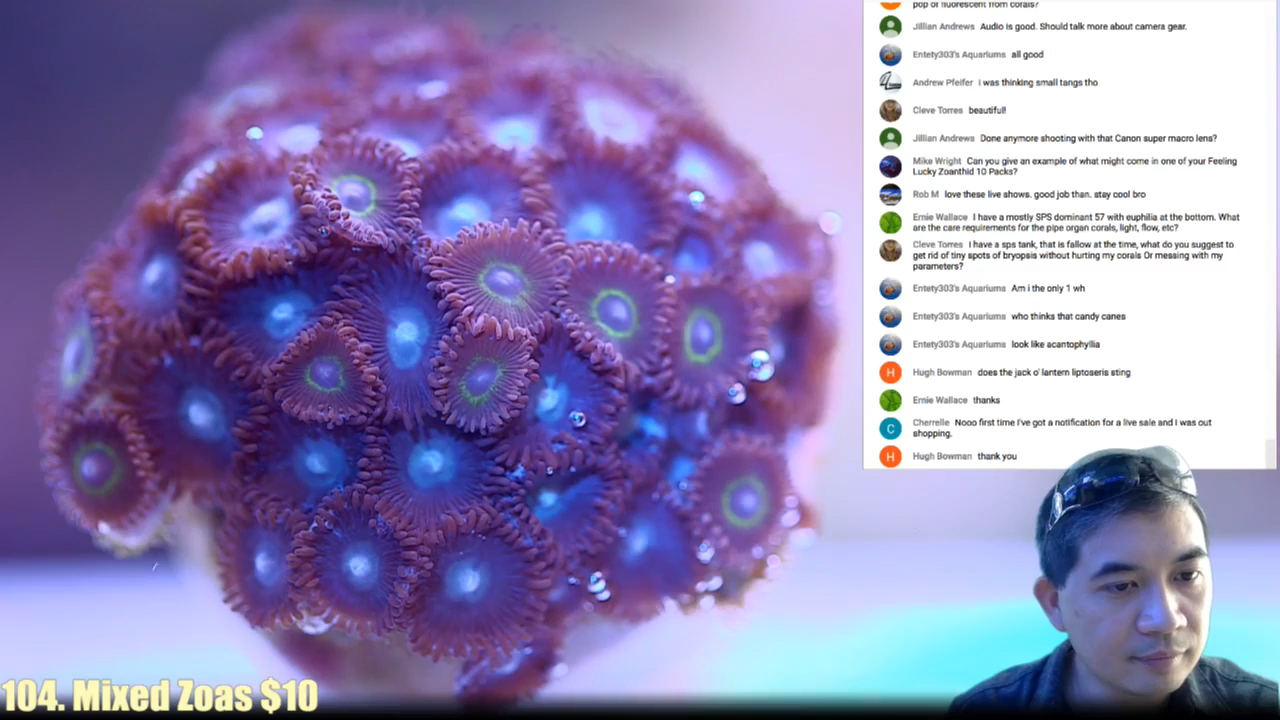 pop or fluorescent from corals?
Jillian Andrews Audio is good. Should talk more about camera gear.
Entety303's Aquariums all good
Andrew Pfeifer i was thinking small tangs tho
Cleve Torres beautiful!
Jillian Andrews Done anymore shooting with that Canon super macro lens?
Mike Wright Can you give an example of what might come in one of your Feeling
Lucky Zoanthid 10 Packs?
Rob M love these live shows. good job than. stay cool bro
Ernie Wallace I have a mostly SPS dominant 57 with euphilia at the bottom. What
are the care requirements for the pipe organ corals, light, flow, etc?
Cleve Torres I have a sps tank, that is fallow at the time, what do you suggest to
get rid of tiny spots of bryopsis without hurting my corals Or messing with my
parameters?
Entety303's Aquariums Am i the only 1 wh
Entety303's Aquariums who thinks that candy canes
Entety303's Aquariums look like acantophyllia
H Hugh Bowman does the jack o' lantern liptoseris sting
Ernie Wallace thanks
C Cherrelle Nooo first time I've got a notification for a live sale and I was out
shopping.
H Hugh Bowman thank you
104. Mixed Zoas $10